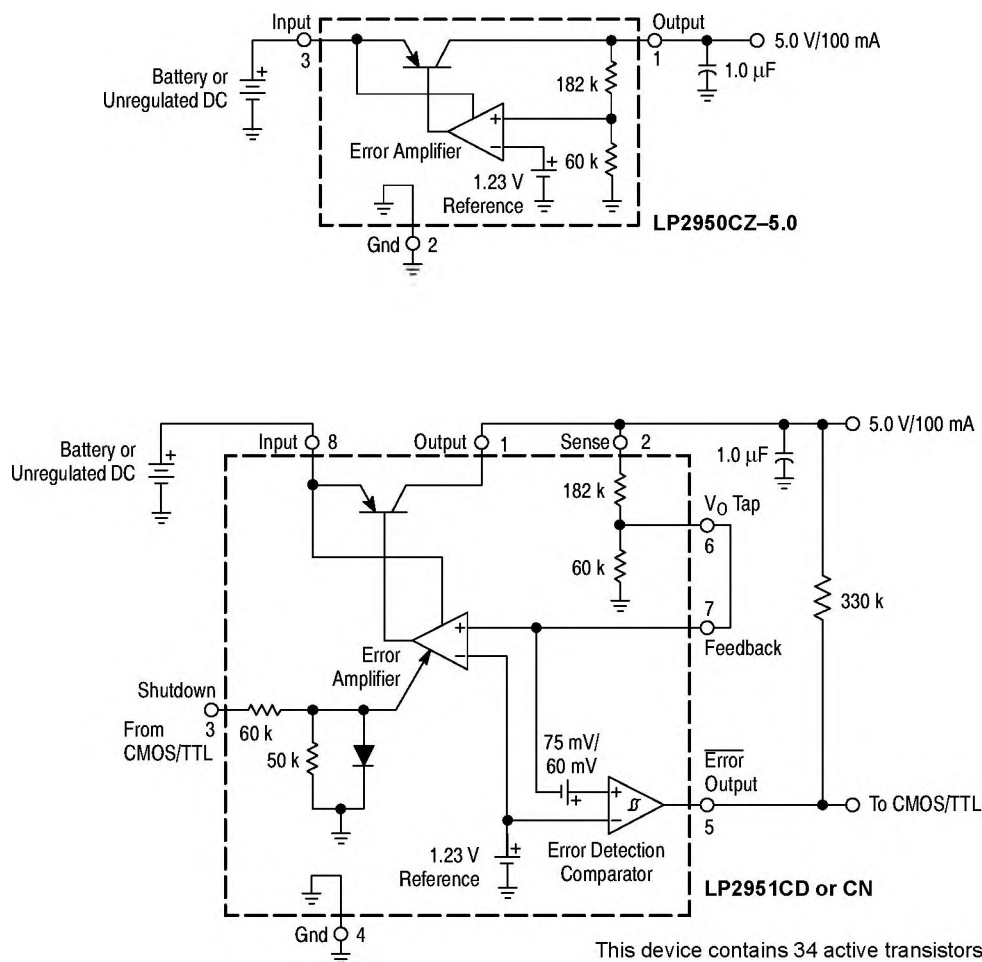 Input
3
Output
1
5.0 V/100 mA
1.0 µF
Battery or
Unregulated DC
182 k
+
Error Amplifier
+
−
+
60 k
1.23 V
Reference
LP2950CZ–5.0
Gnd
2
Battery or
Unregulated DC
+
Input
8
Output
1
Sense
2
5.0 V/100 mA
1.0 µF
182 k
VO Tap
6
60 k
330 k
7
Feedback
+
−
Error
Amplifier
Shutdown
3
From
CMOS/TTL
60 k
50 k
75 mV/
60 mV
+
+
−
Error
Output
5
To CMOS/TTL
1.23 V
Reference
+
Error Detection
Comparator
LP2951CD or CN
Gnd
4
This device contains 34 active transistors